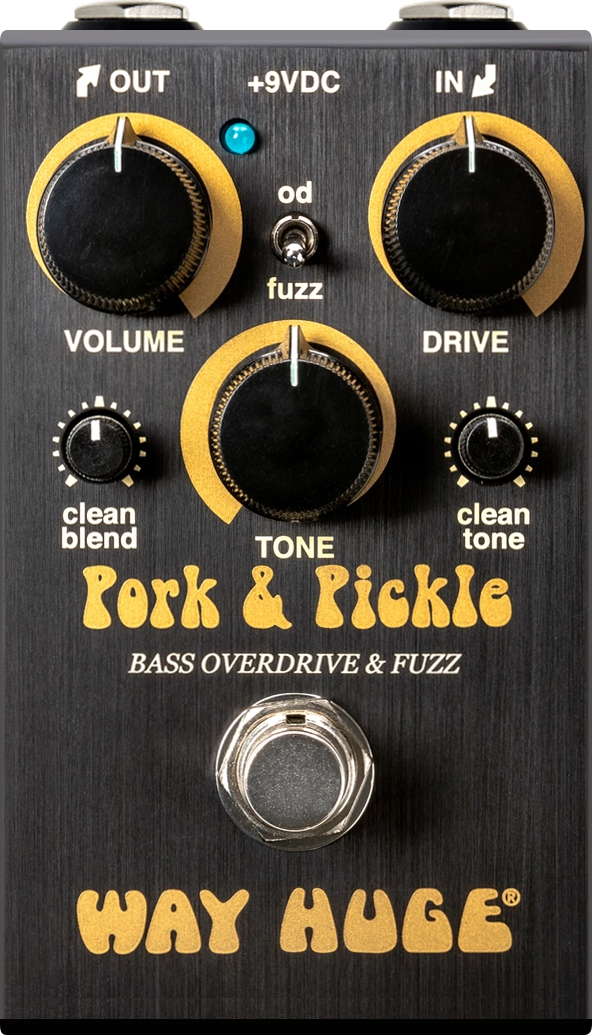 OUT +9VDC IN
od
fuzz
VOLUME DRIVE
clean
blend
clean
tone
TONE
Pork & Pickle
BASS OVERDRIVE & FUZZ
WAY HUGE®